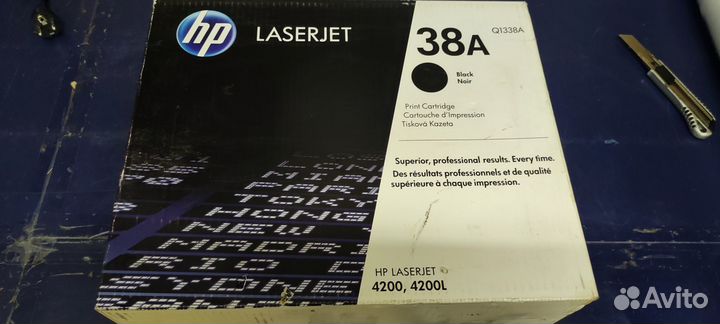 hp
LASERJET
38A
Q1338A
Black
Noir
Print Cartridge
Cartouche d'Impression
Tisková Kazeta
Superior, professional results. Every time.
Des résultats professionnels et de qualité
supérieure à chaque impression.
HP LASERJET
4200, 4200L
NEW
Avito